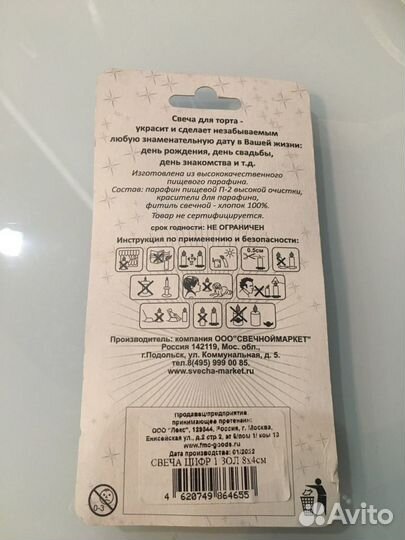 Свеча для торта -
украсит и сделает незабываемым
любую знаменательную дату в Вашей жизни:
день рождения, день свадьбы,
день знакомства и т.д.
Изготовлена из высококачественного
пищевого парафина.
Состав: парафин пищевой П-2 высокой очистки,
красители для парафина,
фитиль свечной - хлопок 100%.
Товар не сертифицируется.
срок годности: НЕ ОГРАНИЧЕН
Инструкция по применению и безопасности:
0,5см
Производитель: компания ООО "СВЕЧНОЙМАРКЕТ"
Россия 142119, Мос. обл.,
г.Подольск, ул. Коммунальная, д. 5.
тел.8(495) 999 00 85.
www.svecha-market.ru
Продавец/предприятие,
принимающее претензии:
ООО "Лекс", 129344, Россия, г. Москва,
Енисейская ул., д.2 стр 2, эт 6/пом 1/ком 13
www.fmc-goods.ru
Дата поставки: 01/2022
СВЕЧА ЦИФР 1 ЗОЛ 8х4см
4 620749 864655
0-3
Avito